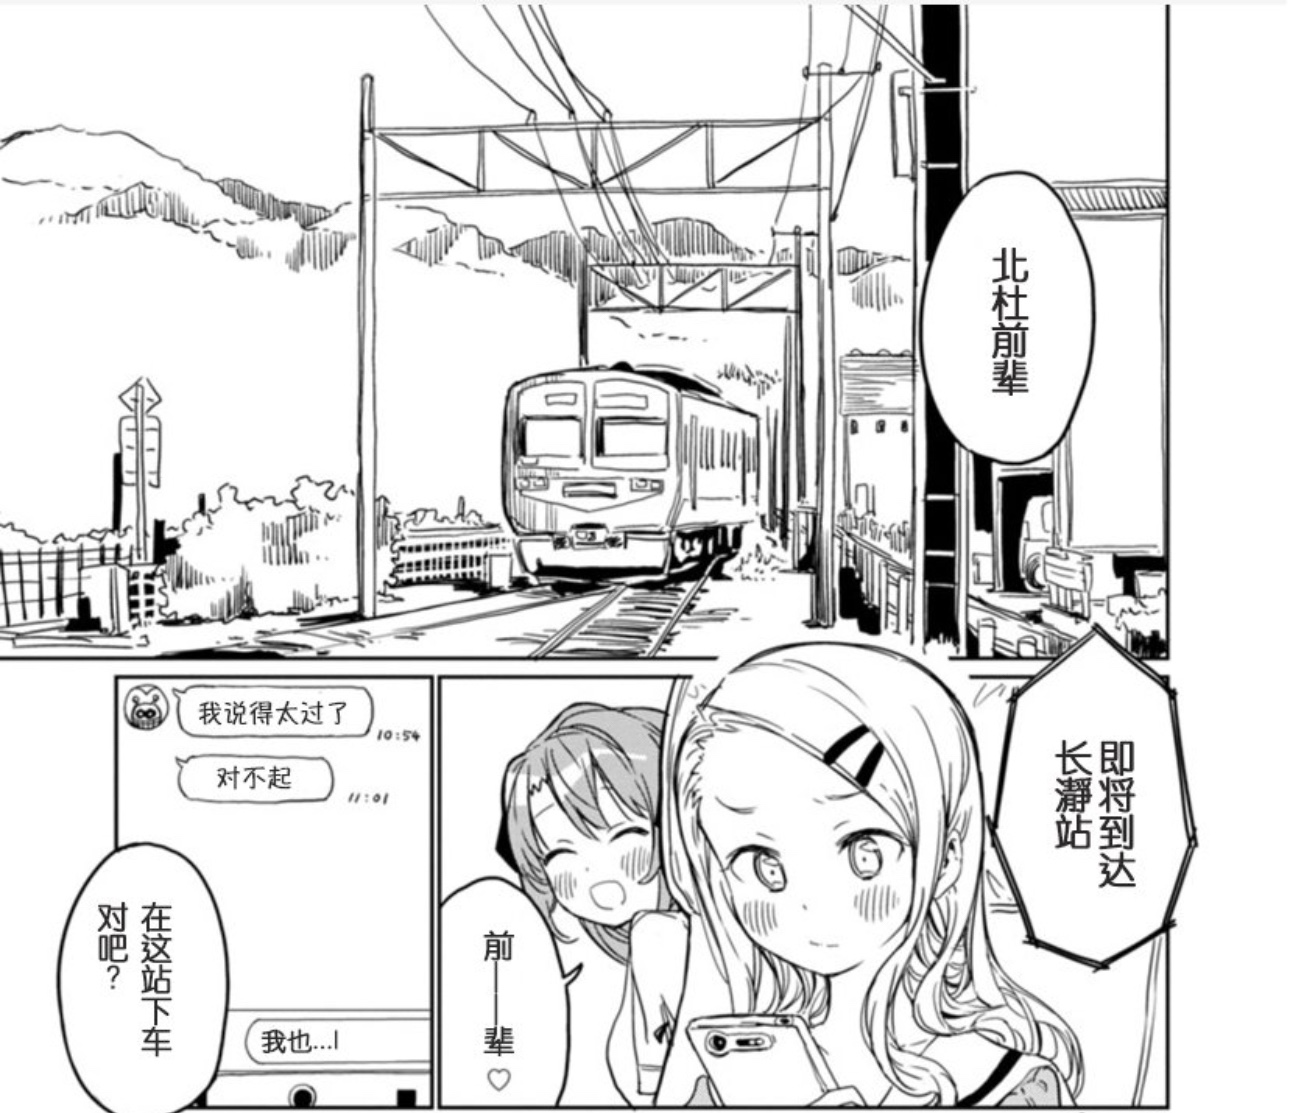 北杜前辈
即将到达
长瀞站
前——辈♡
我说得太过了
10:54
对不起
11:01
在这站下车
对吧?
我也...